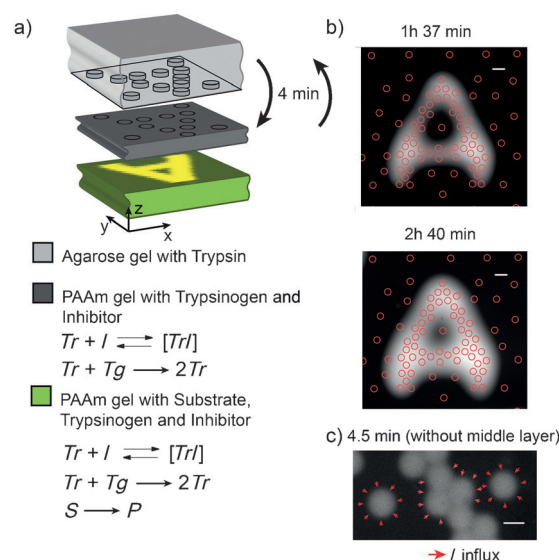 a)
4 min
z
y
x
Agarose gel with Trypsin
PAAm gel with Trypsinogen and
Inhibitor
Tr + I ⇌ [TrI]
Tr + Tg → 2Tr
PAAm gel with Substrate,
Trypsinogen and Inhibitor
Tr + I ⇌ [TrI]
Tr + Tg → 2Tr
S → P
b)
1h 37 min
2h 40 min
c) 4.5 min (without middle layer)
I influx